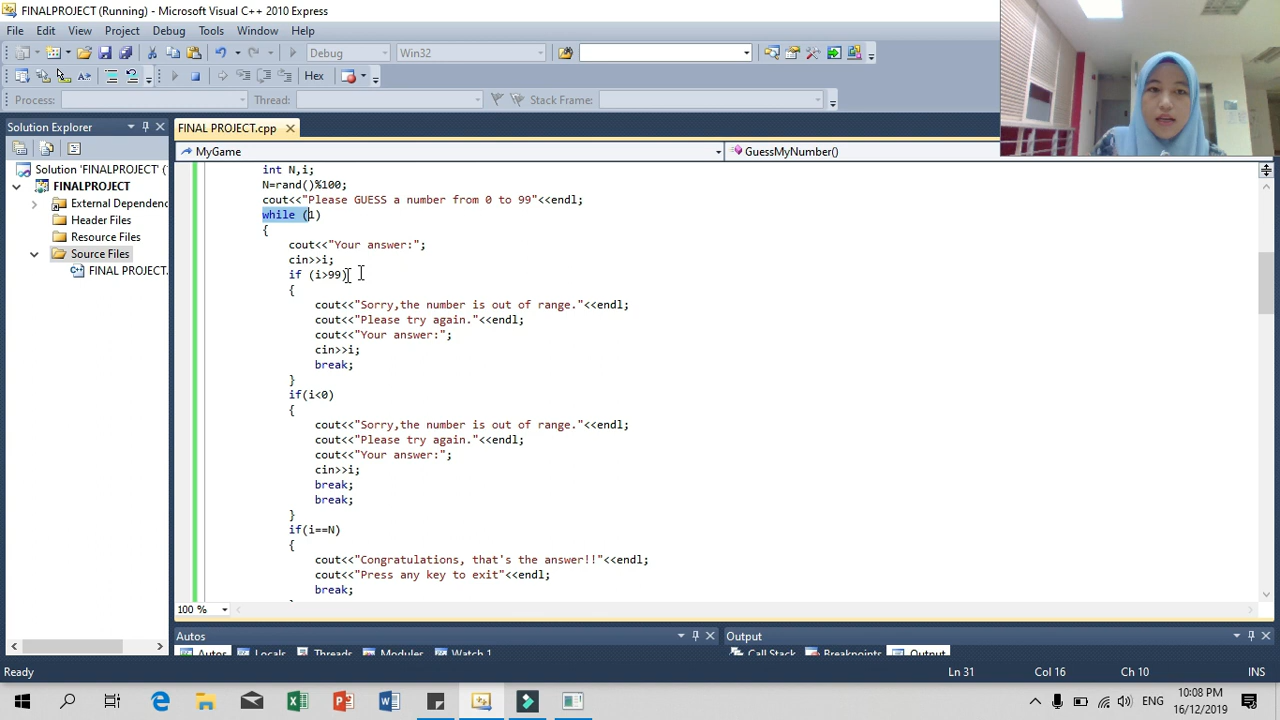 FINALPROJECT (Running) - Microsoft Visual C++ 2010 Express
File Edit View Project Debug Tools Window Help
Debug Win32
Hex
Process: Thread: Stack Frame:
Solution Explorer
FINAL PROJECT.cpp
MyGame GuessMyNumber()
Solution 'FINALPROJECT' (
FINALPROJECT
External Dependenc
Header Files
Resource Files
Source Files
FINAL PROJECT.
int N,i;
N=rand()%100;
cout<<"Please GUESS a number from 0 to 99"<<endl;
while (1)
{
cout<<"Your answer:";
cin>>i;
if (i>99)
{
cout<<"Sorry,the number is out of range."<<endl;
cout<<"Please try again."<<endl;
cout<<"Your answer:";
cin>>i;
break;
}
if(i<0)
{
cout<<"Sorry,the number is out of range."<<endl;
cout<<"Please try again."<<endl;
cout<<"Your answer:";
cin>>i;
break;
break;
}
if(i==N)
{
cout<<"Congratulations, that's the answer!!"<<endl;
cout<<"Press any key to exit"<<endl;
break;
100 %
Autos
Output
Autos Locals Threads Modules Watch 1
Call Stack Breakpoints Output
Ready Ln 31 Col 16 Ch 10 INS
ENG
10:08 PM
16/12/2019